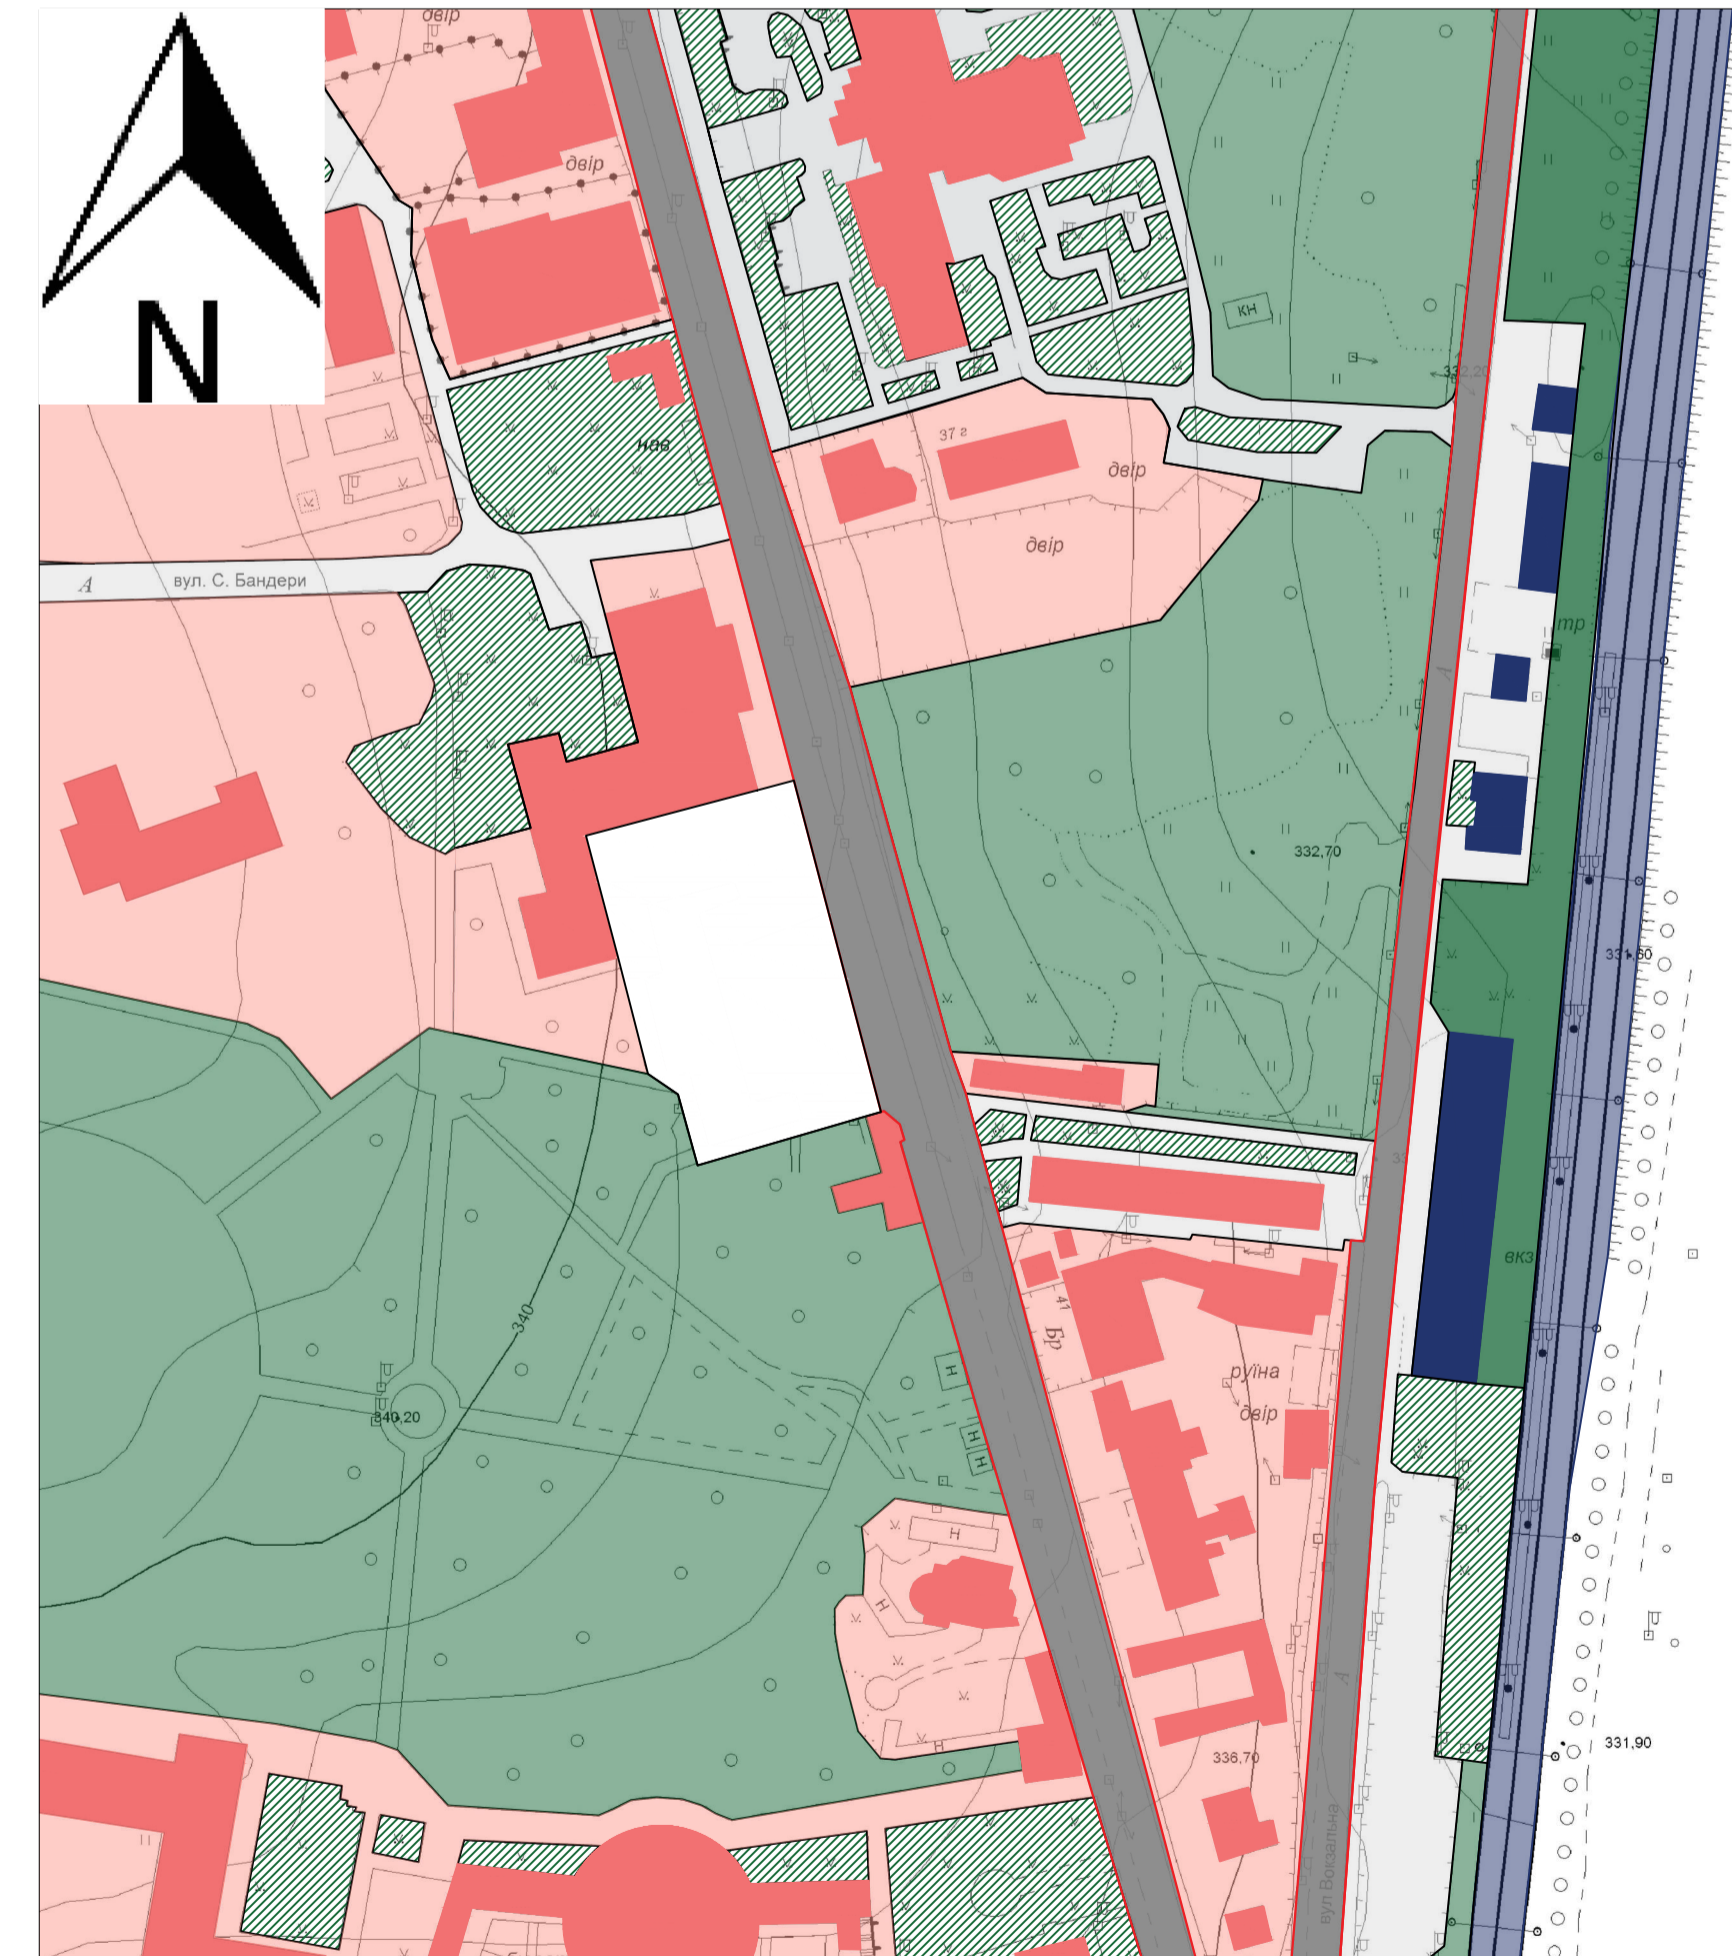 двір
N
двір
кн
332,20
37 г
нав
двір
двір
А
вул. С. Бандери
тр
332,70
331,60
вкз
340
41
Бр
руїна
двір
Н
340,20
Н
Н
Н
Н
А
Н
331,90
336,70
вул Вокзальна